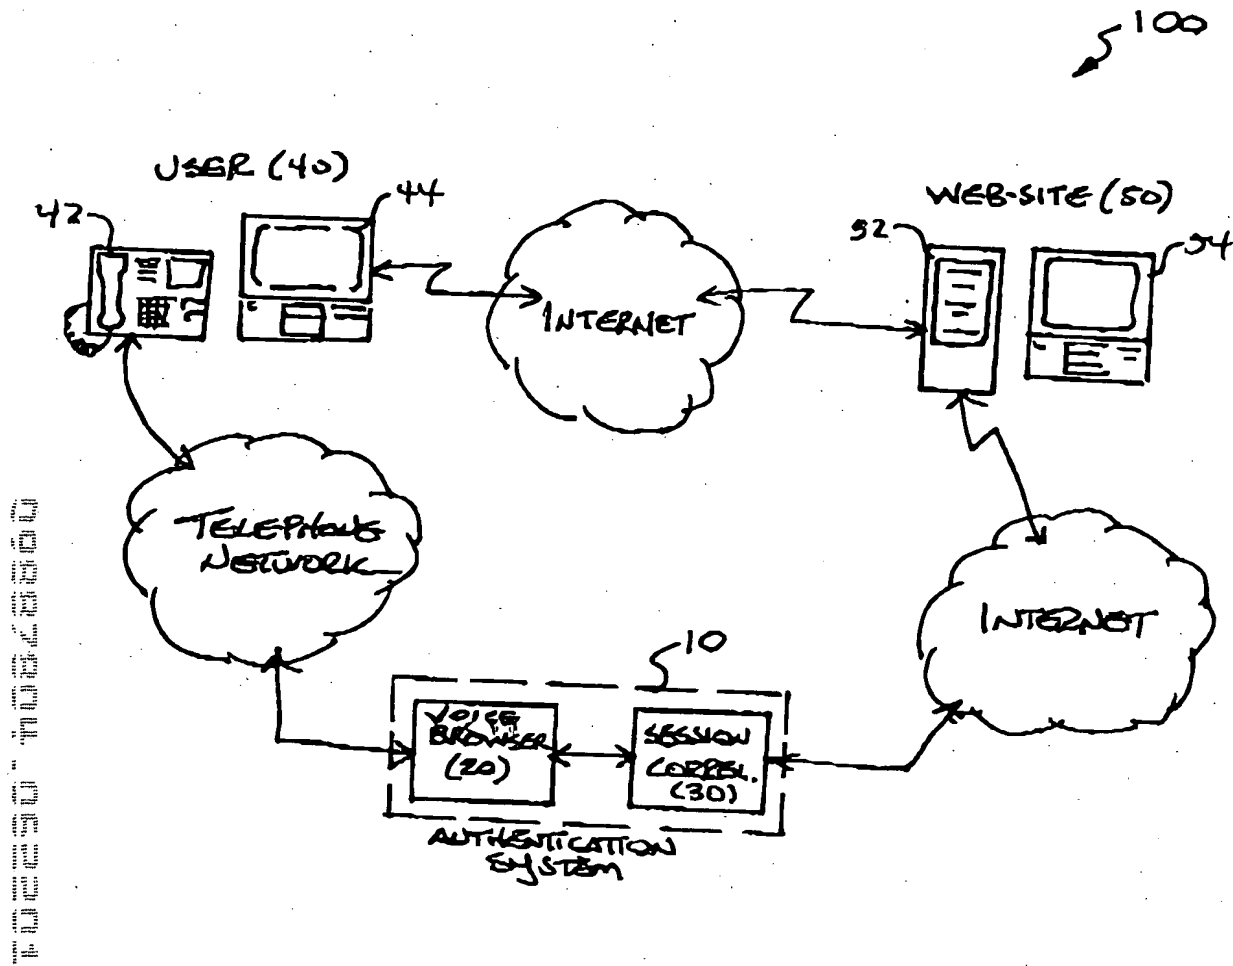 100
USER (40)
42
44
WEB-SITE (50)
52
54
INTERNET
TELEPHONE
NETWORK
INTERNET
10
VOICE
BROWSER
(20)
SESSION
CORREL.
(30)
AUTHENTICATION
SYSTEM